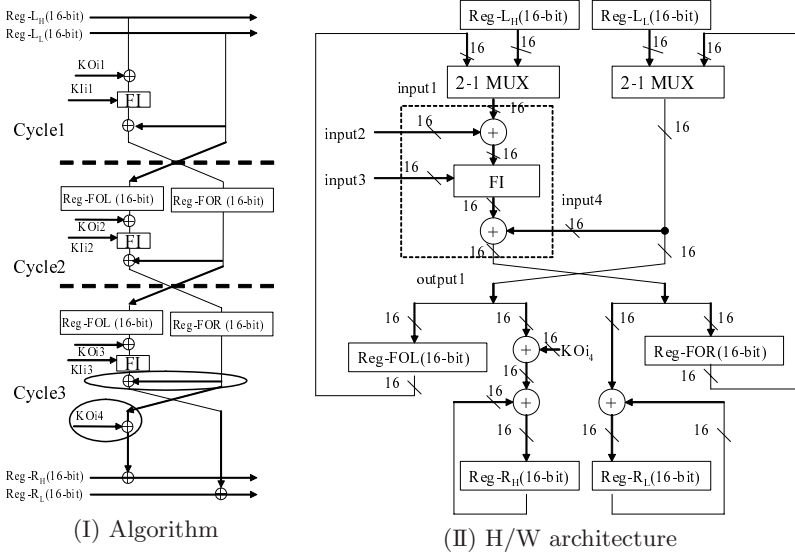 Reg-L_H(16-bit)
Reg-L_L(16-bit)
KOi1
KIi1
FI
Cycle1
Reg-FOL (16-bit)
Reg-FOR (16-bit)
KOi2
KIi2
FI
Cycle2
Reg-FOL (16-bit)
Reg-FOR (16-bit)
KOi3
KIi3
FI
Cycle3
KOi4
Reg-R_H(16-bit)
Reg-R_L(16-bit)
(I) Algorithm
Reg-L_H(16-bit)
Reg-L_L(16-bit)
16
16
16
16
2-1 MUX
2-1 MUX
input1
16
input2
16
16
16
input3
16
FI
16
input4
16
16
16
output1
16
16
16
16
Reg-FOL(16-bit)
KOi_4
16
Reg-FOR(16-bit)
16
16
16
16
16
16
16
Reg-R_H(16-bit)
Reg-R_L(16-bit)
(II) H/W architecture